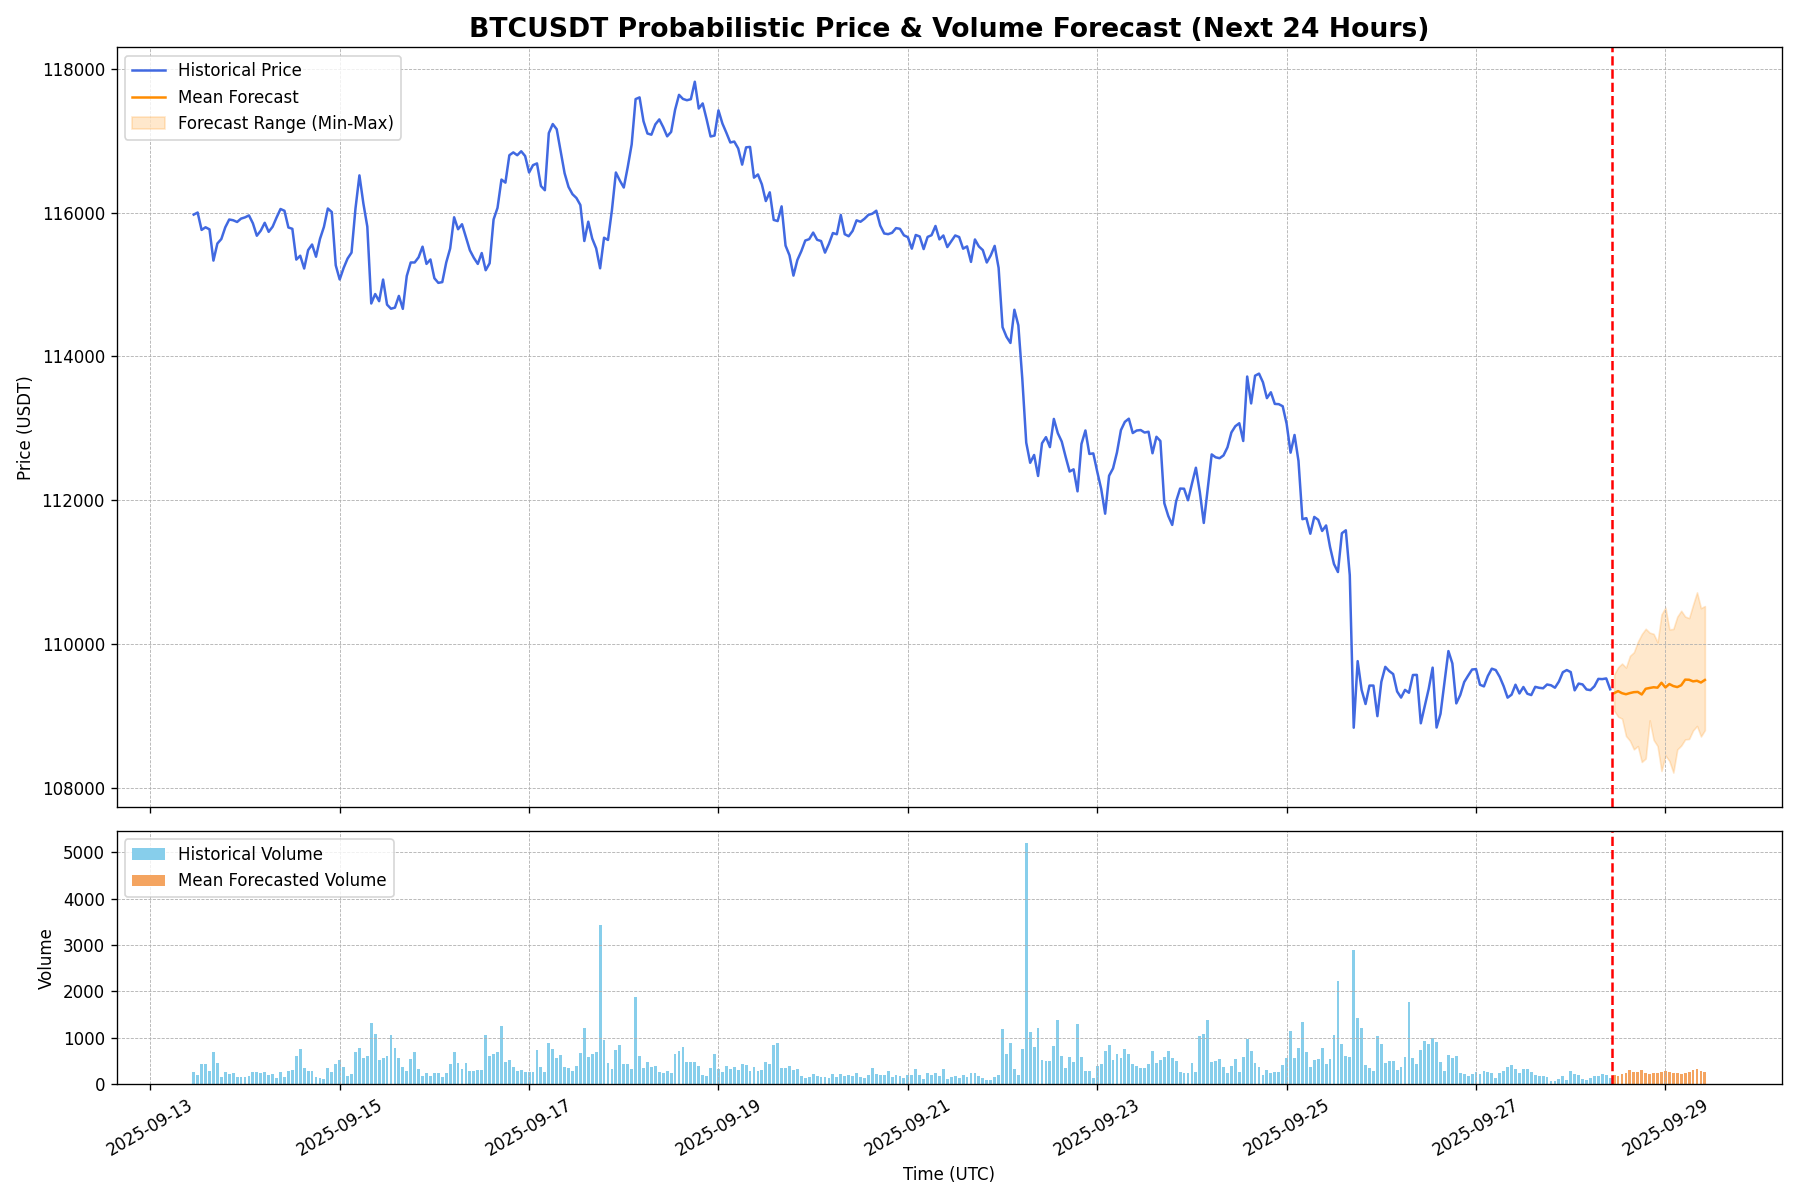 BTCUSDT Probabilistic Price & Volume Forecast (Next 24 Hours)
Historical Price
Mean Forecast
Forecast Range (Min-Max)
118000
116000
114000
112000
110000
108000
Price (USDT)
Historical Volume
Mean Forecasted Volume
5000
4000
3000
2000
1000
0
Volume
2025-09-13
2025-09-15
2025-09-17
2025-09-19
2025-09-21
2025-09-23
2025-09-25
2025-09-27
2025-09-29
Time (UTC)